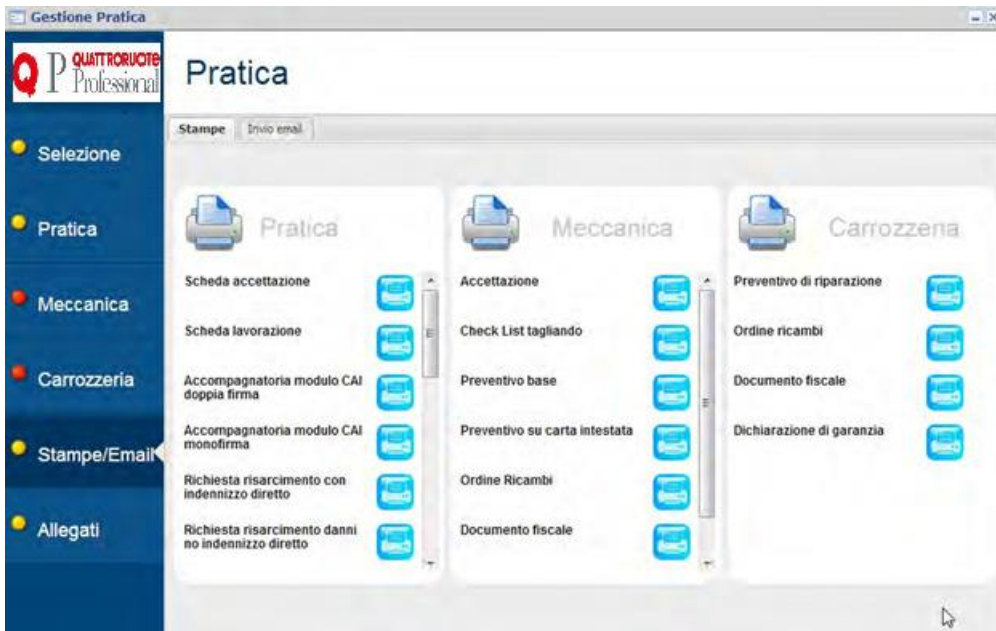 Gestione Pratica
QUATTRORUOTE
QP Professional
Pratica
Stampe
Invio email
Selezione
Pratica
Meccanica
Carrozzeria
Stampe/Email
Allegati
Pratica
Scheda accettazione
Scheda lavorazione
Accompagnatoria modulo CAI
doppia firma
Accompagnatoria modulo CAI
monofirma
Richiesta risarcimento con
indennizzo diretto
Richiesta risarcimento danni
no indennizzo diretto
Meccanica
Accettazione
Check List tagliando
Preventivo base
Preventivo su carta intestata
Ordine Ricambi
Documento fiscale
Carrozzeria
Preventivo di riparazione
Ordine ricambi
Documento fiscale
Dichiarazione di garanzia